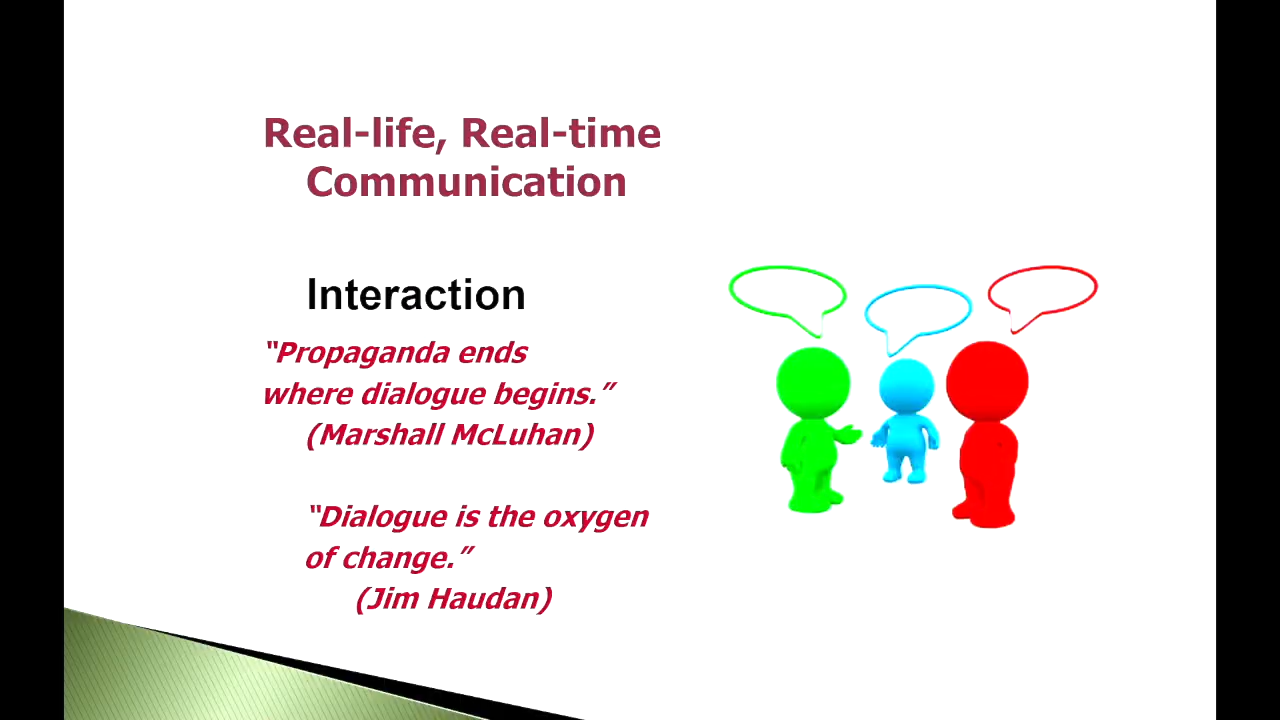 Real-life, Real-time
Communication
Interaction
“Propaganda ends
where dialogue begins.”
(Marshall McLuhan)
“Dialogue is the oxygen
of change.”
(Jim Haudan)